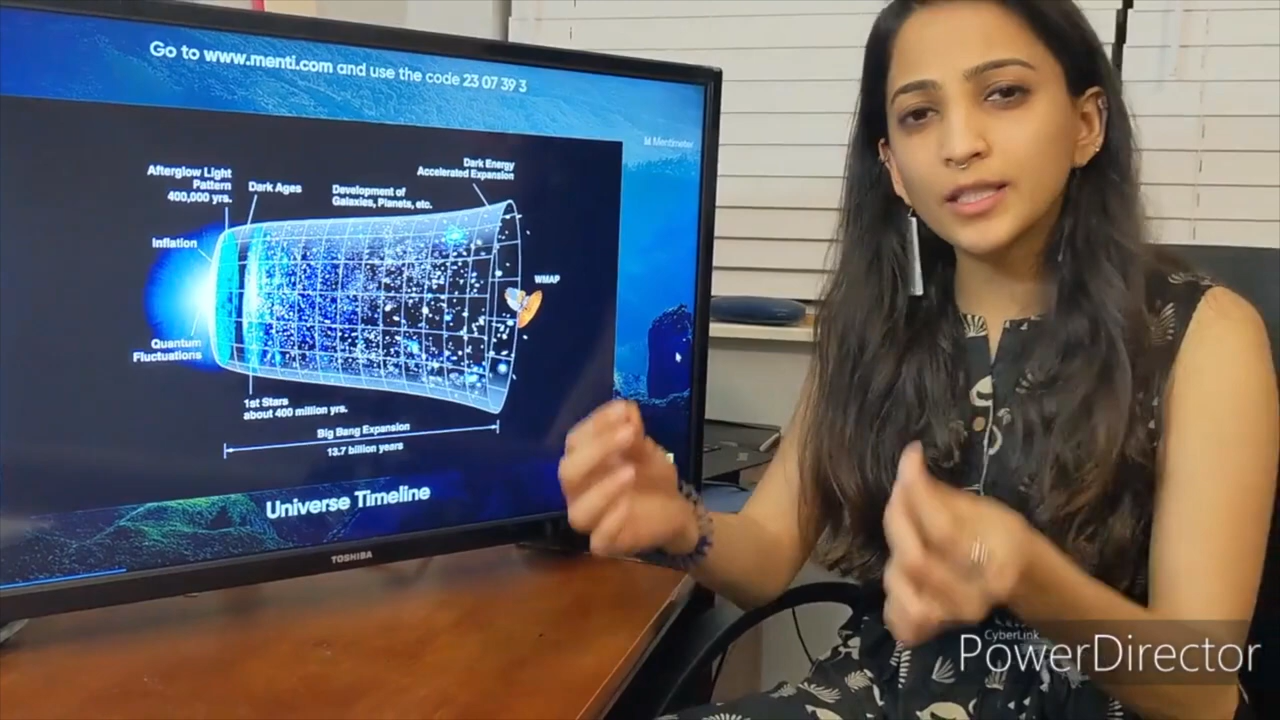 Go to www.menti.com and use the code 23 07 39 3
Mentimeter
Afterglow Light
Pattern
400,000 yrs.
Dark Ages
Development of
Galaxies, Planets, etc.
Dark Energy
Accelerated Expansion
Inflation
WMAP
Quantum
Fluctuations
1st Stars
about 400 million yrs.
Big Bang Expansion
13.7 billion years
Universe Timeline
TOSHIBA
CyberLink
PowerDirector